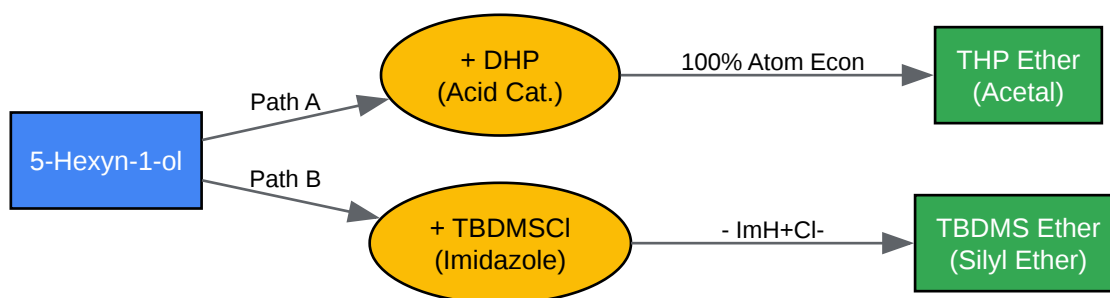 5-Hexyn-1-ol
Path A
+ DHP
(Acid Cat.)
100% Atom Econ
THP Ether
(Acetal)
Path B
+ TBDMSCl
(Imidazole)
- ImH+Cl-
TBDMS Ether
(Silyl Ether)